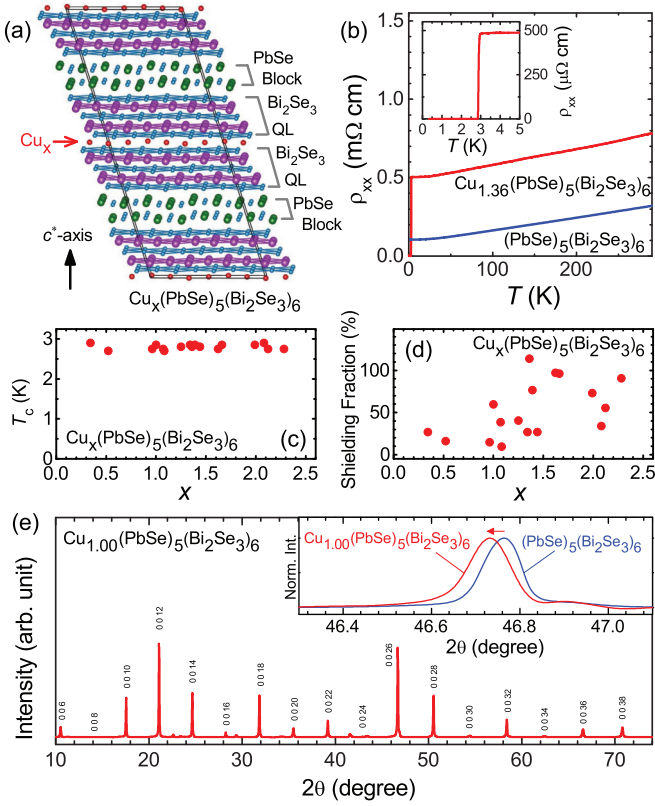 (a)
PbSe
Block
Bi2Se3
QL
Cux
Bi2Se3
QL
PbSe
Block
c*-axis
Cux(PbSe)5(Bi2Se3)6
(b)
1.5
1.0
0.5
0.0
ρxx (mΩ cm)
0 100 200
T (K)
500
250
0
ρxx (μΩ cm)
0 1 2 3 4 5
T (K)
Cu1.36(PbSe)5(Bi2Se3)6
(PbSe)5(Bi2Se3)6
3
2
1
0
Tc (K)
Cux(PbSe)5(Bi2Se3)6
(c)
0.0 0.5 1.0 1.5 2.0 2.5
x
(d)
Cux(PbSe)5(Bi2Se3)6
100
50
0
Shielding Fraction (%)
0.0 0.5 1.0 1.5 2.0 2.5
x
(e)
Cu1.00(PbSe)5(Bi2Se3)6
Intensity (arb. unit)
0 0 6
0 0 8
0 0 10
0 0 12
0 0 14
0 0 16
0 0 18
0 0 20
0 0 22
0 0 24
0 0 26
0 0 28
0 0 30
0 0 32
0 0 34
0 0 36
0 0 38
10 20 30 40 50 60 70
2θ (degree)
Norm. Int.
Cu1.00(PbSe)5(Bi2Se3)6
(PbSe)5(Bi2Se3)6
46.4 46.6 46.8 47.0
2θ (degree)